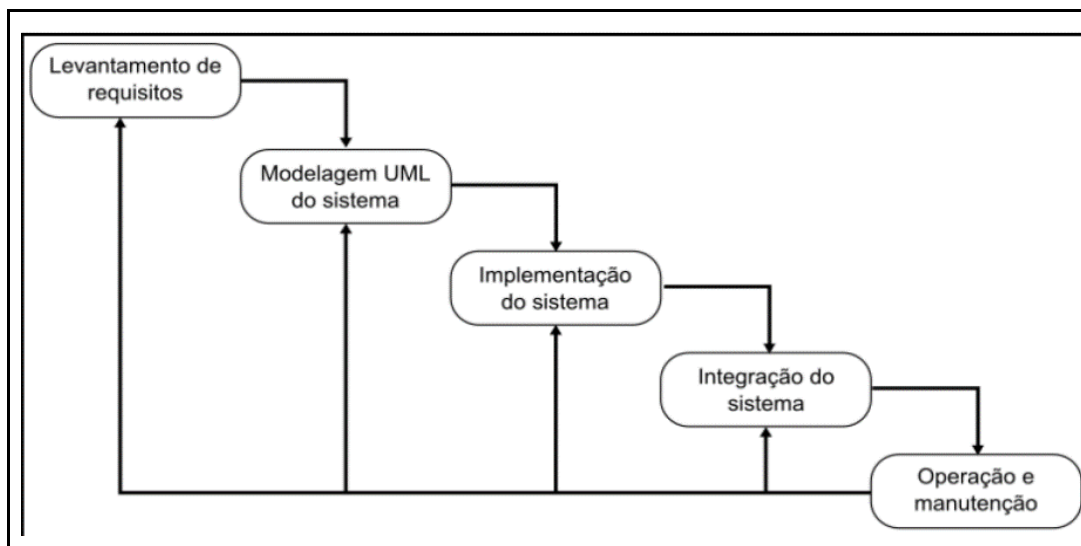 Levantamento de
requisitos
Modelagem UML
do sistema
Implementação
do sistema
Integração do
sistema
Operação e
manutenção